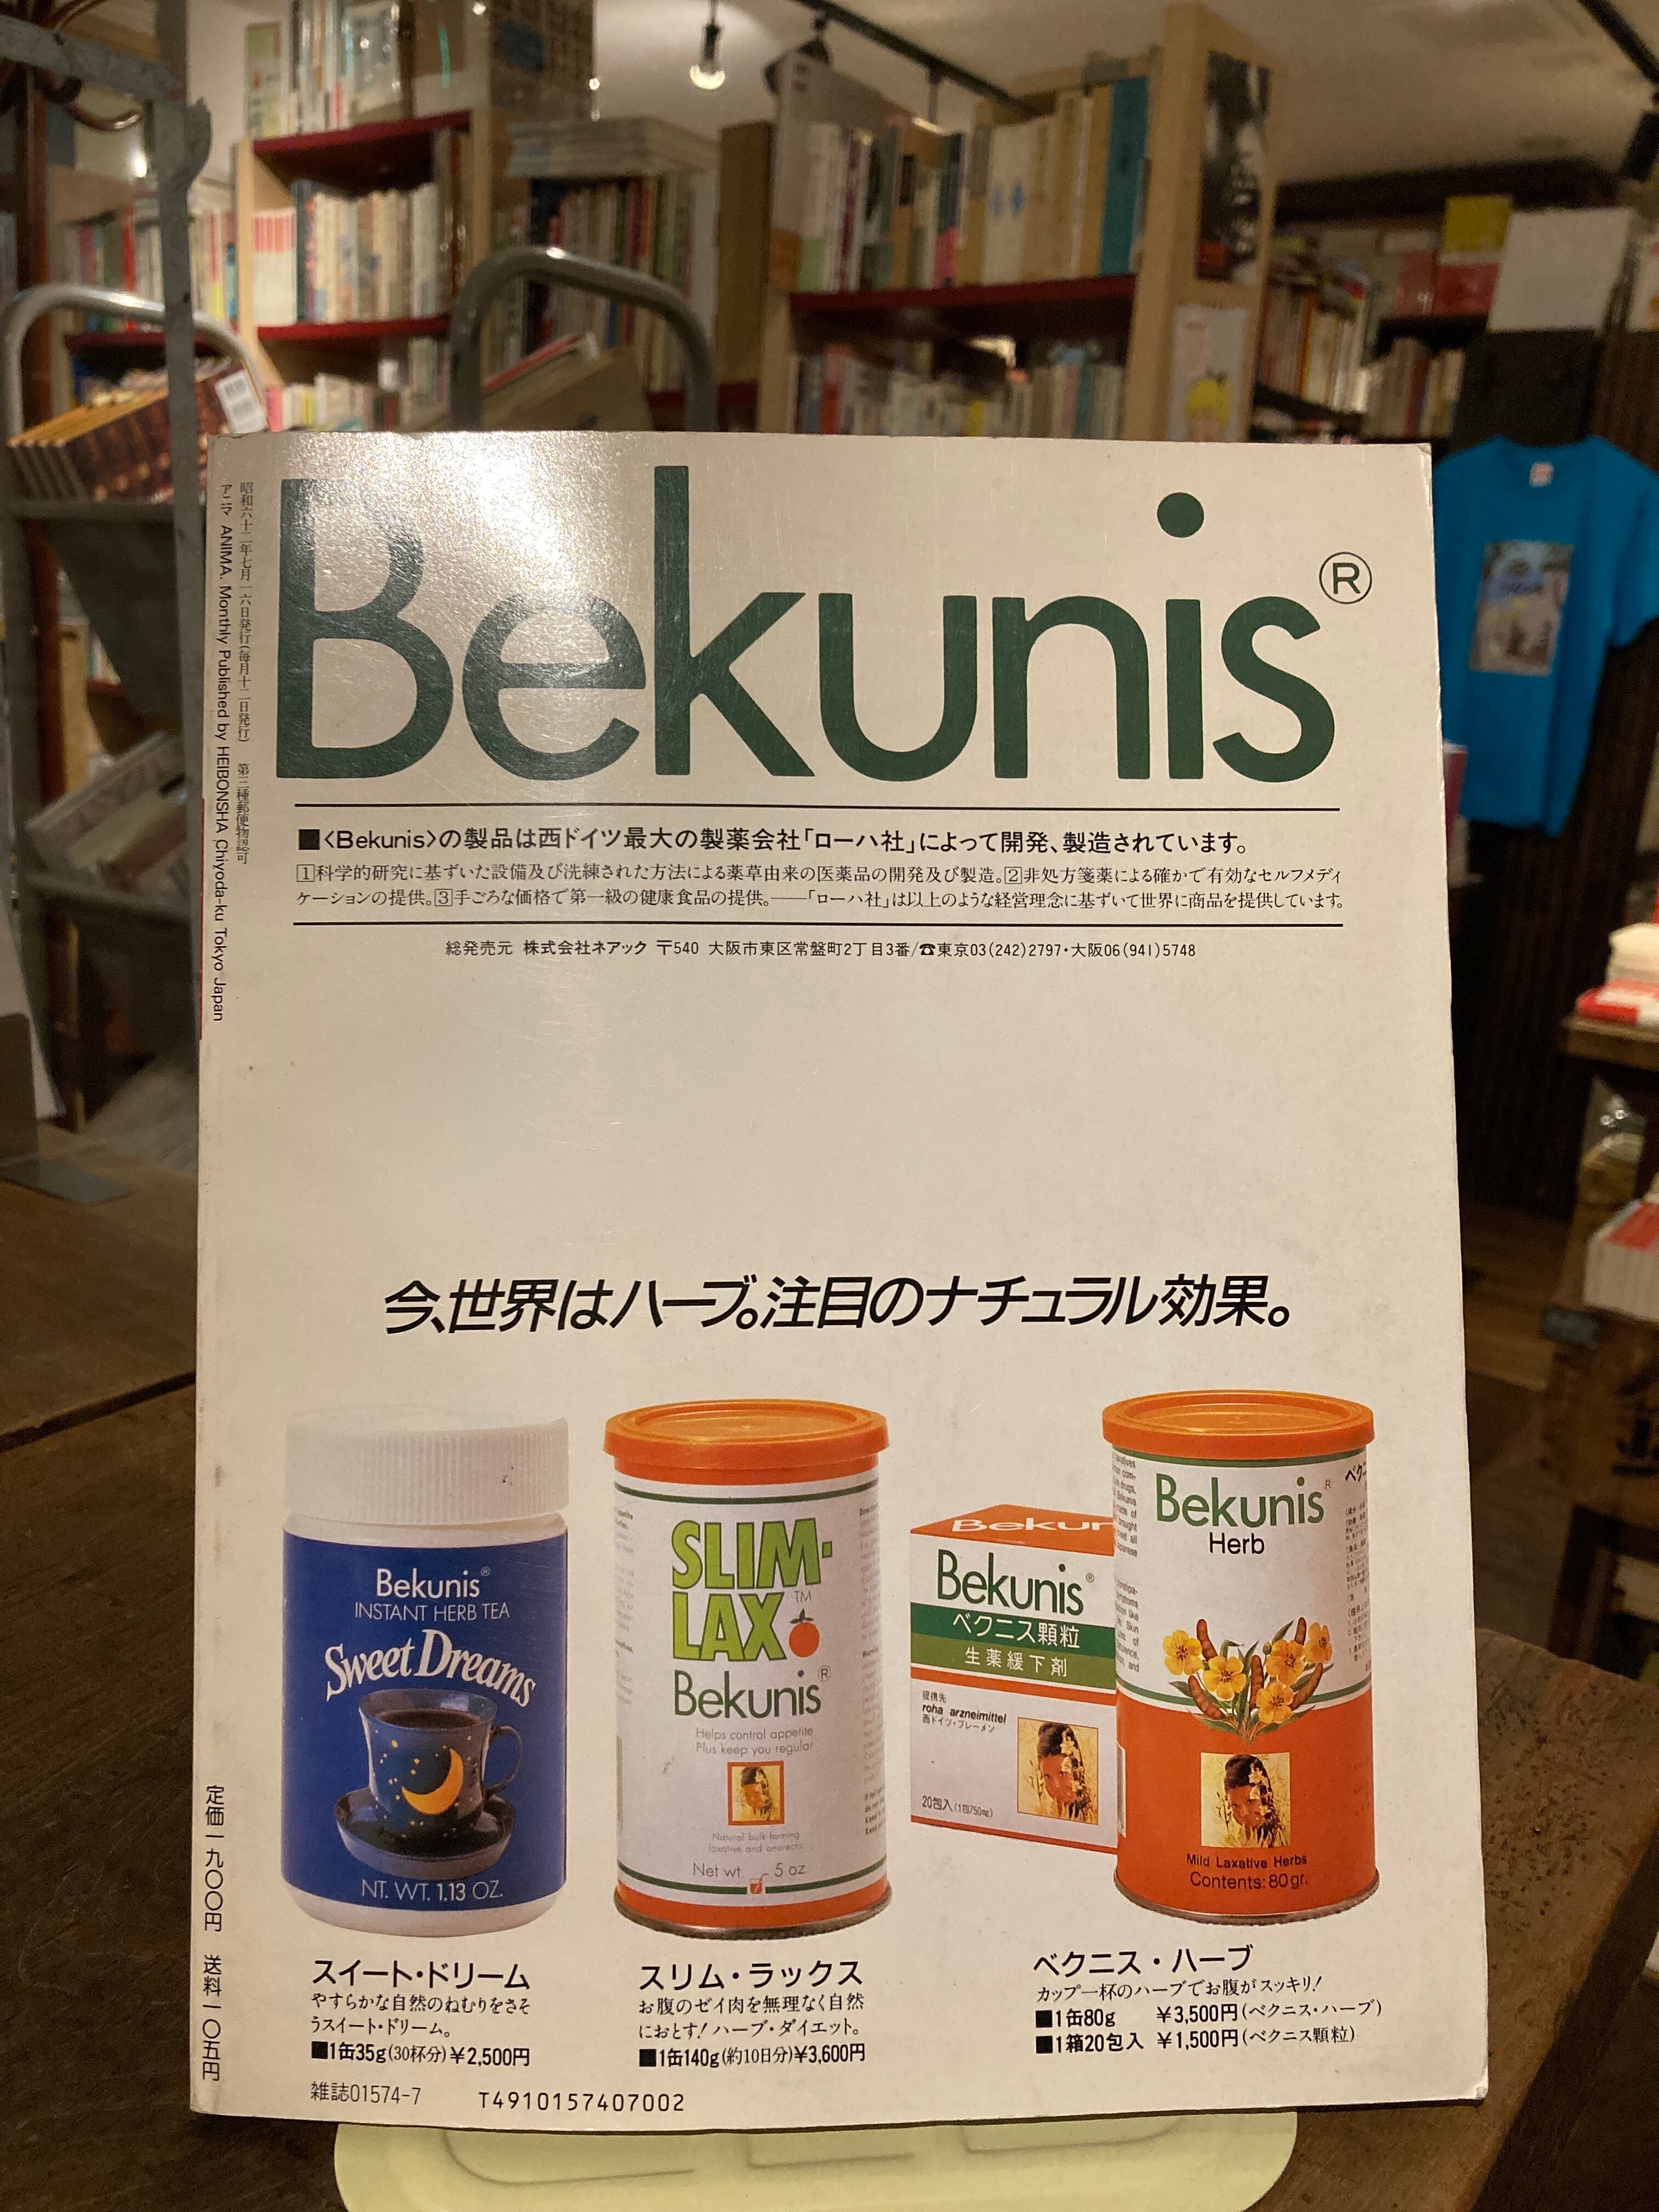 Bekunis®
■〈Bekunis〉の製品は西ドイツ最大の製薬会社「ローハ社」によって開発、製造されています。
1科学的研究に基ずいた設備及び洗練された方法による薬草由来の医薬品の開発及び製造。2非処方箋薬による確かで有効なセルフメディ
ケーションの提供。3手ごろな価格で第一級の健康食品の提供。——「ローハ社」は以上のような経営理念に基ずいて世界に商品を提供しています。
総発売元 株式会社ネアック 〒540 大阪市東区常盤町2丁目3番/☎東京03(242)2797・大阪06(941)5748
昭和六十二年七月一六日発行(毎月十二日発行) 第三種郵便物認可
アニマ ANIMA. Monthly Published by HEIBONSHA Chiyoda-ku Tokyo Japan
今、世界はハーブ。注目のナチュラル効果。
Bekunis®
INSTANT HERB TEA
Sweet Dreams
NT. WT. 1.13 OZ.
SLIM·
LAX™
Bekunis®
Helps control appetite
Plus keep you regular
Natural bulk forming
laxative and anorectic
Net wt. 5 oz.
Bekunis®
ベクニス顆粒
生薬緩下剤
提携先
roha arzneimittel
西ドイツ・ブレーメン
20包入(1包750mg)
Bekunis®
Herb
Mild Laxative Herbs
Contents: 80 gr.
スイート・ドリーム
やすらかな自然のねむりをさそ
うスイート・ドリーム。
■1缶35g(30杯分)￥2,500円
スリム・ラックス
お腹のゼイ肉を無理なく自然
におとす! ハーブ・ダイエット。
■1缶140g(約10日分)￥3,600円
ベクニス・ハーブ
カップ一杯のハーブでお腹がスッキリ!
■1缶80g ￥3,500円(ベクニス・ハーブ)
■1箱20包入 ￥1,500円(ベクニス顆粒)
定価一九〇〇円 送料一〇五円
雑誌01574-7 T4910157407002